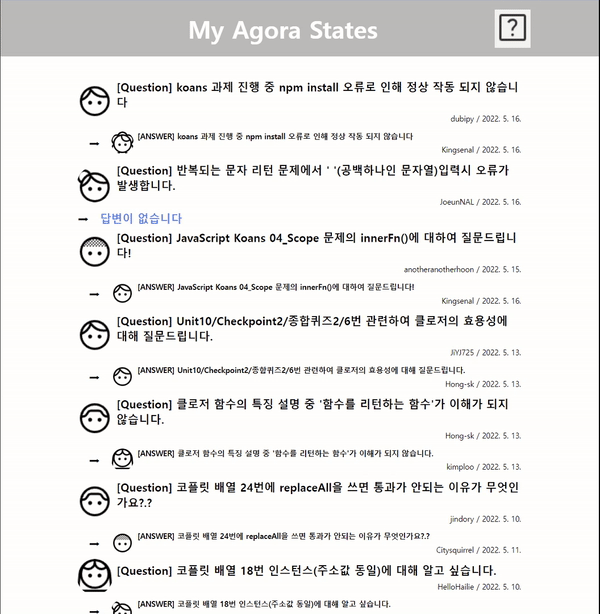 My Agora States
?
[Question] koans 과제 진행 중 npm install 오류로 인해 정상 작동 되지 않습니
다
dubipy / 2022. 5. 16.
→ [ANSWER] koans 과제 진행 중 npm install 오류로 인해 정상 작동 되지 않습니다
Kingsenal / 2022. 5. 16.
[Question] 반복되는 문자 리턴 문제에서 ' '(공백하나인 문자열)입력시 오류가
발생합니다.
JoeunNAL / 2022. 5. 16.
→ 답변이 없습니다
[Question] JavaScript Koans 04_Scope 문제의 innerFn()에 대하여 질문드립니
다!
anotheranotherhoon / 2022. 5. 15.
→ [ANSWER] JavaScript Koans 04_Scope 문제의 innerFn()에 대하여 질문드립니다!
Kingsenal / 2022. 5. 16.
[Question] Unit10/Checkpoint2/종합퀴즈2/6번 관련하여 클로저의 효용성에
대해 질문드립니다.
JIYJ725 / 2022. 5. 13.
→ [ANSWER] Unit10/Checkpoint2/종합퀴즈2/6번 관련하여 클로저의 효용성에 대해 질문드립니다.
Hong-sk / 2022. 5. 13.
[Question] 클로저 함수의 특징 설명 중 '함수를 리턴하는 함수'가 이해가 되지
않습니다.
Hong-sk / 2022. 5. 13.
→ [ANSWER] 클로저 함수의 특징 설명 중 '함수를 리턴하는 함수'가 이해가 되지 않습니다.
kimploo / 2022. 5. 13.
[Question] 코플릿 배열 24번에 replaceAll을 쓰면 통과가 안되는 이유가 무엇인
가요?.?
jindory / 2022. 5. 10.
→ [ANSWER] 코플릿 배열 24번에 replaceAll을 쓰면 통과가 안되는 이유가 무엇인가요?.?
Citysquirrel / 2022. 5. 11.
[Question] 코플릿 배열 18번 인스턴스(주소값 동일)에 대해 알고 싶습니다.
HelloHailie / 2022. 5. 10.
→ [ANSWER] 코플릿 배열 18번 인스턴스(주소값 동일)에 대해 알고 싶습니다.